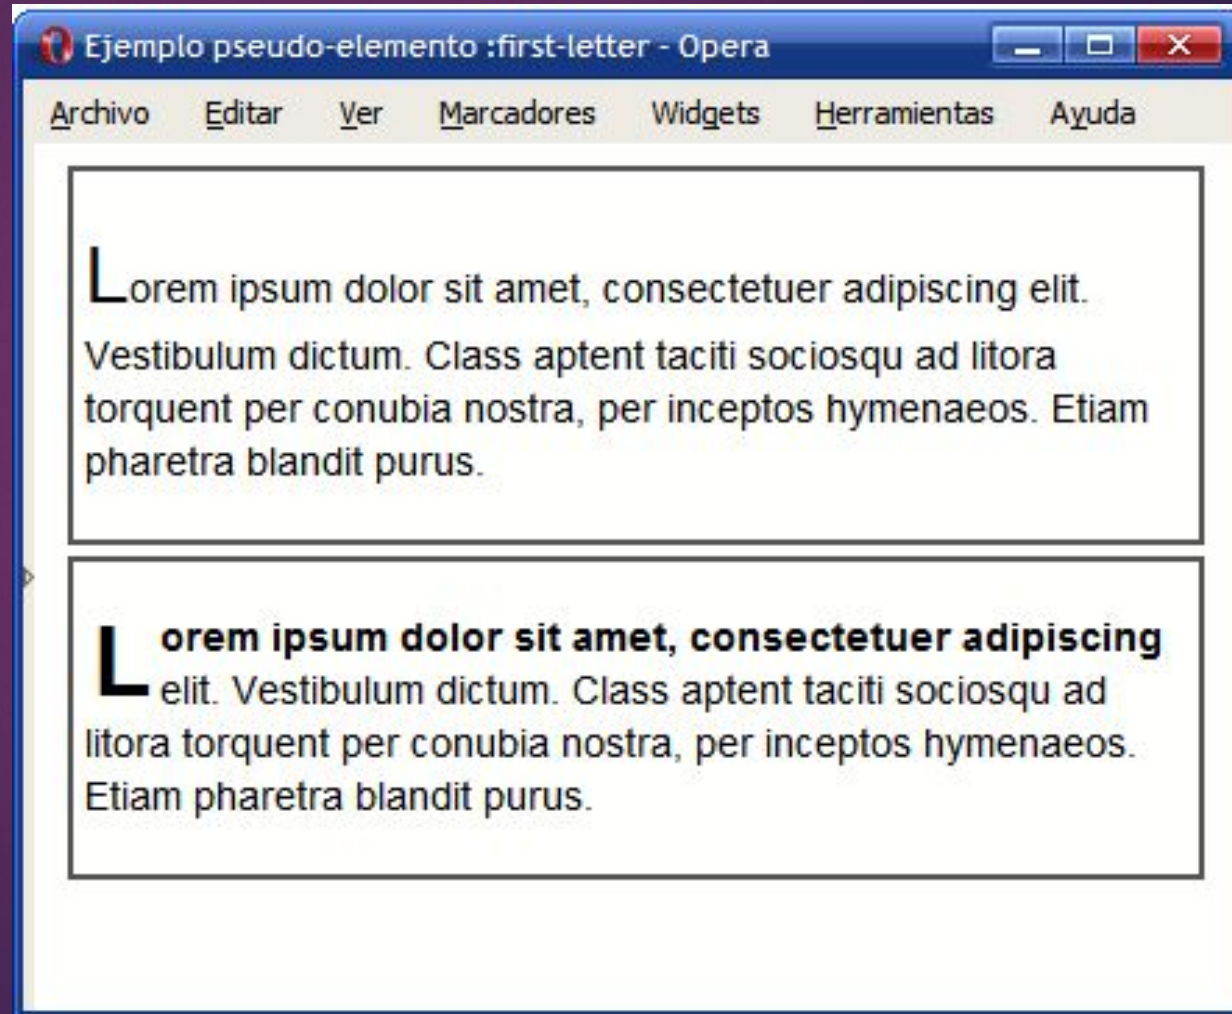 Ejemplo pseudo-elemento :first-letter - Opera
Archivo Editar Ver Marcadores Widgets Herramientas Ayuda
Lorem ipsum dolor sit amet, consectetuer adipiscing elit.
Vestibulum dictum. Class aptent taciti sociosqu ad litora
torquent per conubia nostra, per inceptos hymenaeos. Etiam
pharetra blandit purus.
Lorem ipsum dolor sit amet, consectetuer adipiscing
elit. Vestibulum dictum. Class aptent taciti sociosqu ad
litora torquent per conubia nostra, per inceptos hymenaeos.
Etiam pharetra blandit purus.